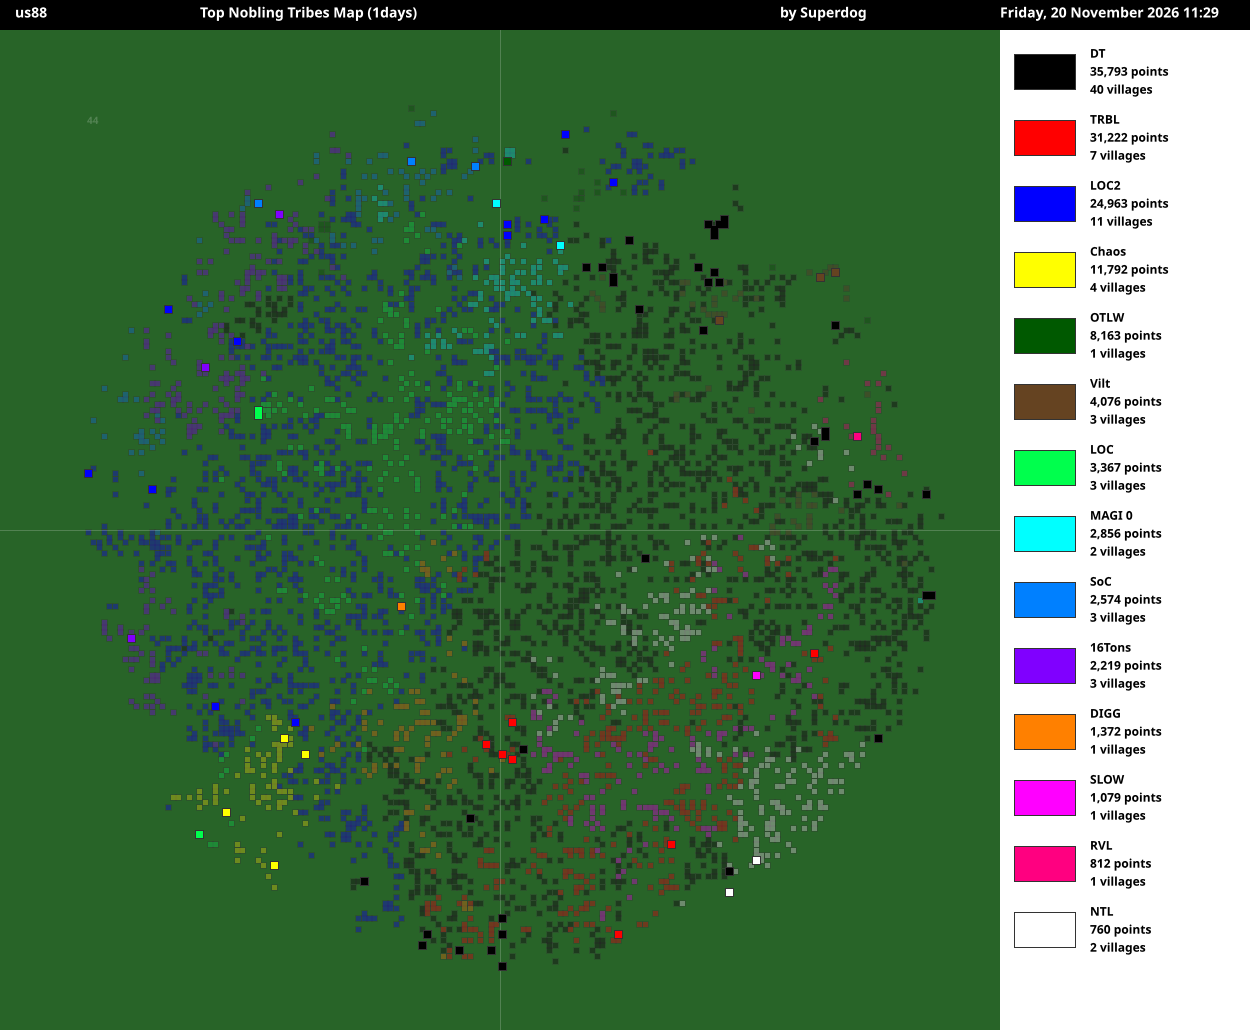 us88 Top Nobling Tribes Map (1days) by Superdog Friday, 20 November 2026 11:29
44
DT
35,793 points
40 villages
TRBL
31,222 points
7 villages
LOC2
24,963 points
11 villages
Chaos
11,792 points
4 villages
OTLW
8,163 points
1 villages
Vilt
4,076 points
3 villages
LOC
3,367 points
3 villages
MAGI 0
2,856 points
2 villages
SoC
2,574 points
3 villages
16Tons
2,219 points
3 villages
DIGG
1,372 points
1 villages
SLOW
1,079 points
1 villages
RVL
812 points
1 villages
NTL
760 points
2 villages